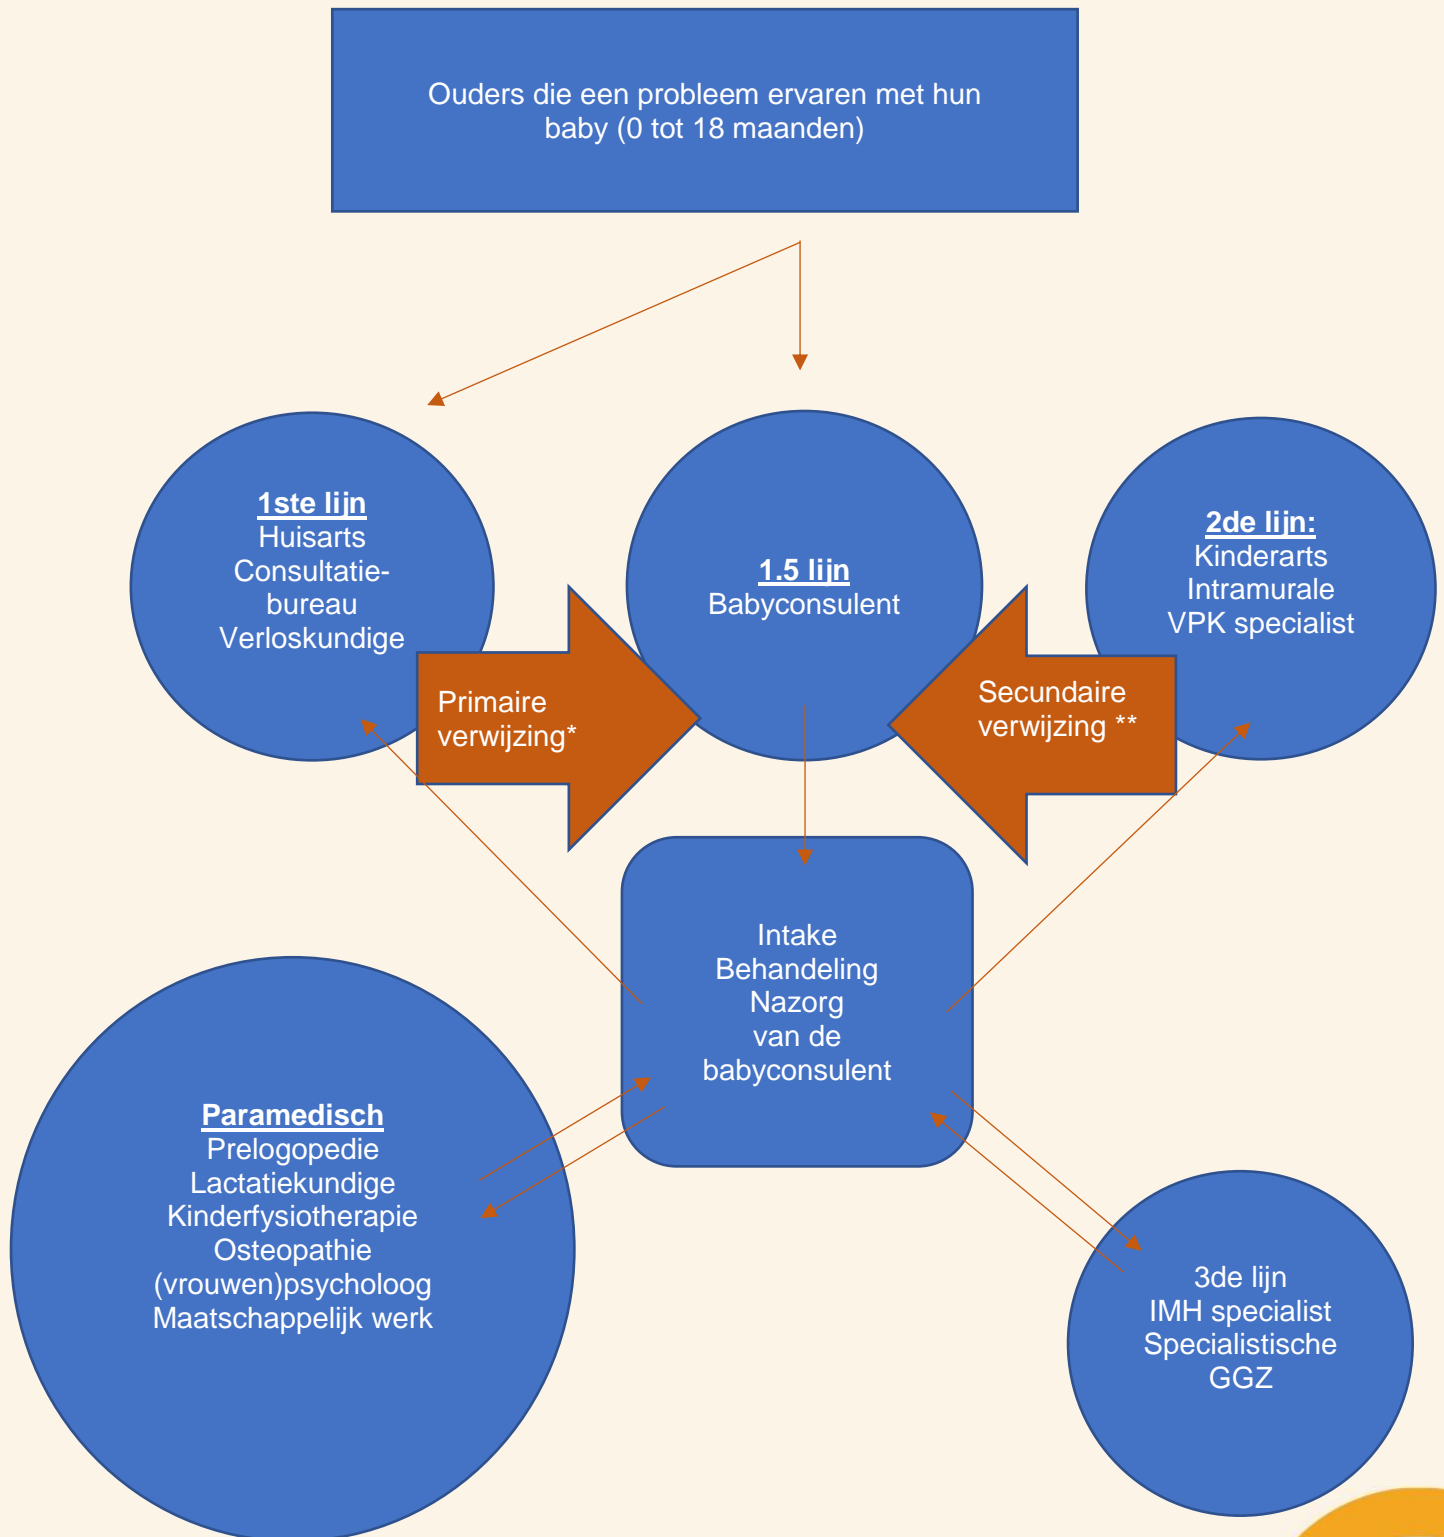 Ouders die een probleem ervaren met hun
baby (0 tot 18 maanden)
1ste lijn
Huisarts
Consultatie-
bureau
Verloskundige
1.5 lijn
Babyconsulent
2de lijn:
Kinderarts
Intramurale
VPK specialist
Primaire
verwijzing*
Secundaire
verwijzing **
Intake
Behandeling
Nazorg
van de
babyconsulent
Paramedisch
Prelogopedie
Lactatiekundige
Kinderfysiotherapie
Osteopathie
(vrouwen)psycholoog
Maatschappelijk werk
3de lijn
IMH specialist
Specialistische
GGZ